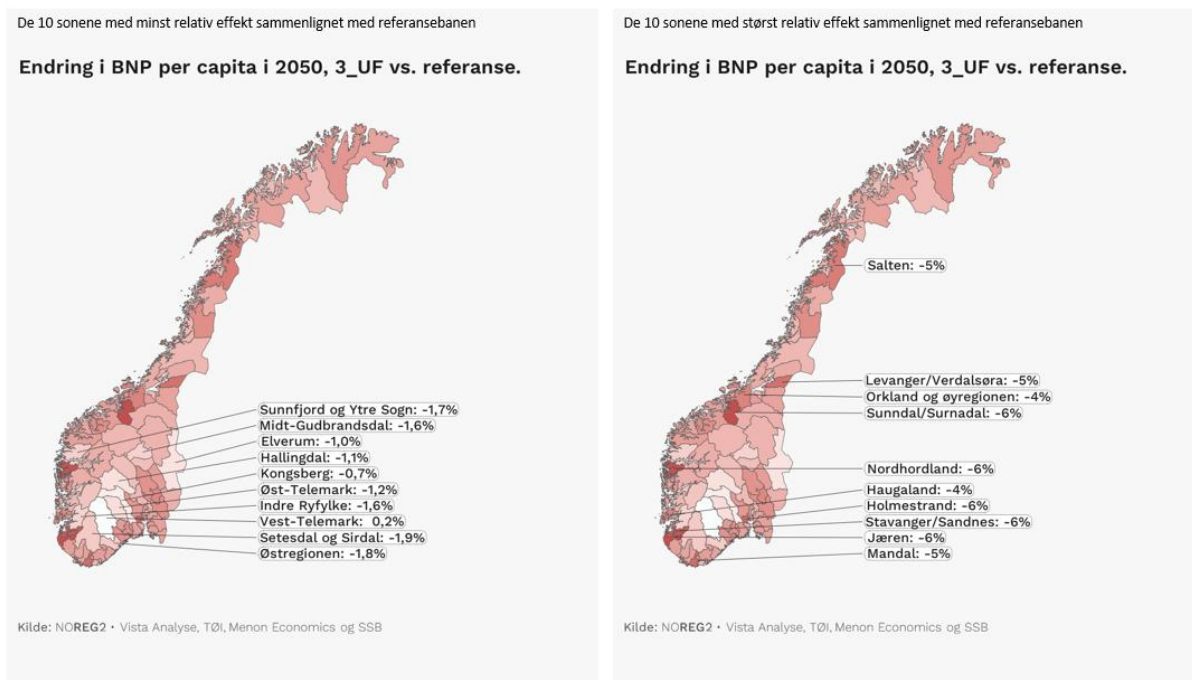 De 10 sonene med minst relativ effekt sammenlignet med referansebanen
Endring i BNP per capita i 2050, 3_UF vs. referanse.
Sunnfjord og Ytre Sogn: -1,7%
Midt-Gudbrandsdal: -1,6%
Elverum: -1,0%
Hallingdal: -1,1%
Kongsberg: -0,7%
Øst-Telemark: -1,2%
Indre Ryfylke: -1,6%
Vest-Telemark: 0,2%
Setesdal og Sirdal: -1,9%
Østregionen: -1,8%
Kilde: NOREG2 • Vista Analyse, TØI, Menon Economics og SSB
De 10 sonene med størst relativ effekt sammenlignet med referansebanen
Endring i BNP per capita i 2050, 3_UF vs. referanse.
Salten: -5%
Levanger/Verdalsøra: -5%
Orkland og øyregionen: -4%
Sunndal/Surnadal: -6%
Nordhordland: -6%
Haugaland: -4%
Holmestrand: -6%
Stavanger/Sandnes: -6%
Jæren: -6%
Mandal: -5%
Kilde: NOREG2 • Vista Analyse, TØI, Menon Economics og SSB